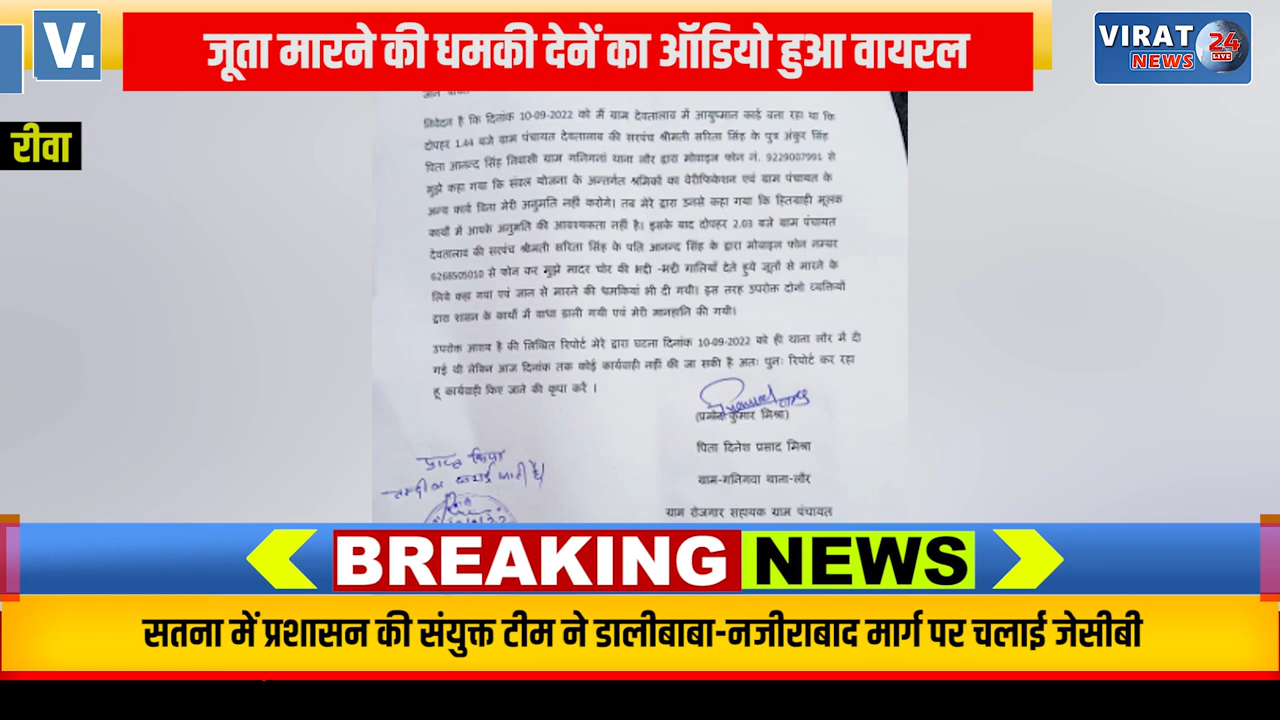 V.
जूता मारने की धमकी देनें का ऑडियो हुआ वायरल
VIRAT
NEWS
24
LIVE
रीवा
निवेदन है कि दिनांक 10-09-2022 को मैं ग्राम देवतालाब में आयुष्मान कार्ड बना रहा था कि
दोपहर 1.44 बजे ग्राम पंचायत देवतालाब की सरपंच श्रीमती सरिता सिंह के पुत्र अंकुर सिंह
पिता आनन्द सिंह निवासी ग्राम गनिगवां थाना लौर द्वारा मोबाइल फोन नं. 9229007991 से
मुझे कहा गया कि संबल योजना के अन्तर्गत श्रमिकों का वेरीफिकेशन एवं ग्राम पंचायत के
अन्य कार्य बिना मेरी अनुमति नहीं करोगे। तब मेरे द्वारा उनसे कहा गया कि हितग्राही मूलक
कार्यों में आपके अनुमति की आवश्यकता नहीं है। इसके बाद दोपहर 2.03 बजे ग्राम पंचायत
देवतालाब की सरपंच श्रीमती सरिता सिंह के पति आनन्द सिंह के द्वारा मोबाइल फोन नम्बर
6268505010 से फोन कर मुझे मादर चोर की भद्दी -भद्दी गालियाँ देते हुये जूतों से मारने के
लिये कहा गया एवं जान से मारने की धमकियां भी दी गयी। इस तरह उपरोक्त दोनो व्यक्तियों
द्वारा शासन के कार्यों में बाधा डाली गयी एवं मेरी मानहानि की गयी।
उपरोक्त आशय है की लिखित रिपोर्ट मेरे द्वारा घटना दिनांक 10-09-2022 को ही थाना लौर में दी
गई थी लेकिन आज दिनांक तक कोई कार्यवाही नहीं की जा सकी है अतः पुनः रिपोर्ट कर रहा
हू कार्यवाही किए जाने की कृपा करें ।
(प्रमोद कुमार मिश्रा)
पिता दिनेश प्रसाद मिश्रा
ग्राम-गनिगवा थाना-लौर
ग्राम रोजगार सहायक ग्राम पंचायत
प्राप्त किया
BREAKING NEWS
सतना में प्रशासन की संयुक्त टीम ने डालीबाबा-नजीराबाद मार्ग पर चलाई जेसीबी